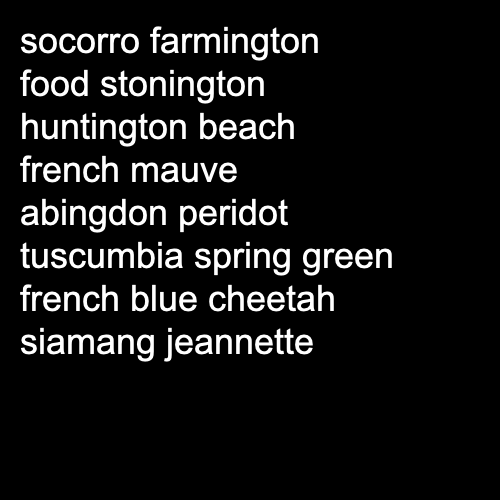 socorro farmington
food stonington
huntington beach
french mauve
abingdon peridot
tuscumbia spring green
french blue cheetah
siamang jeannette